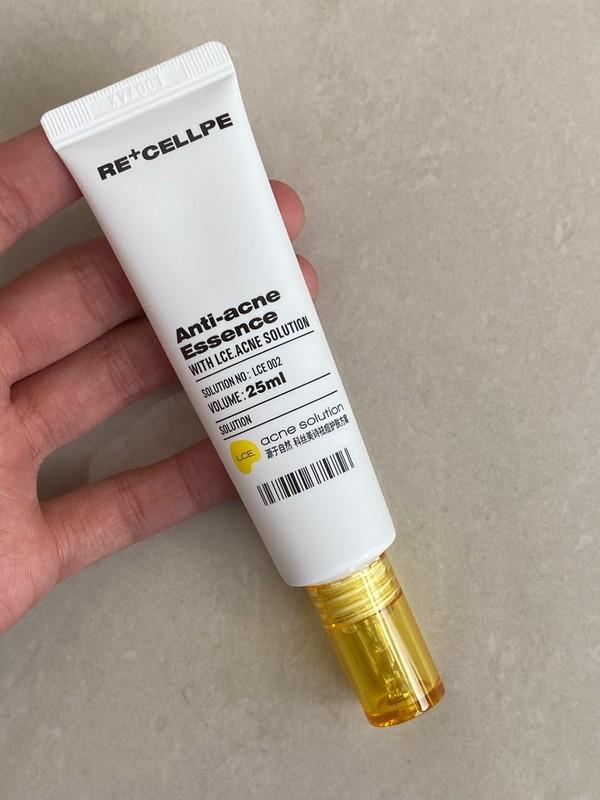 RE+CELLPE
Anti-acne
Essence
WITH LCE.ACNE SOLUTION
SOLUTION NO: LCE 002
VOLUME:25ml
SOLUTION
LCE
acne solution
源于自然 科丝美诗祛痘护肤方案